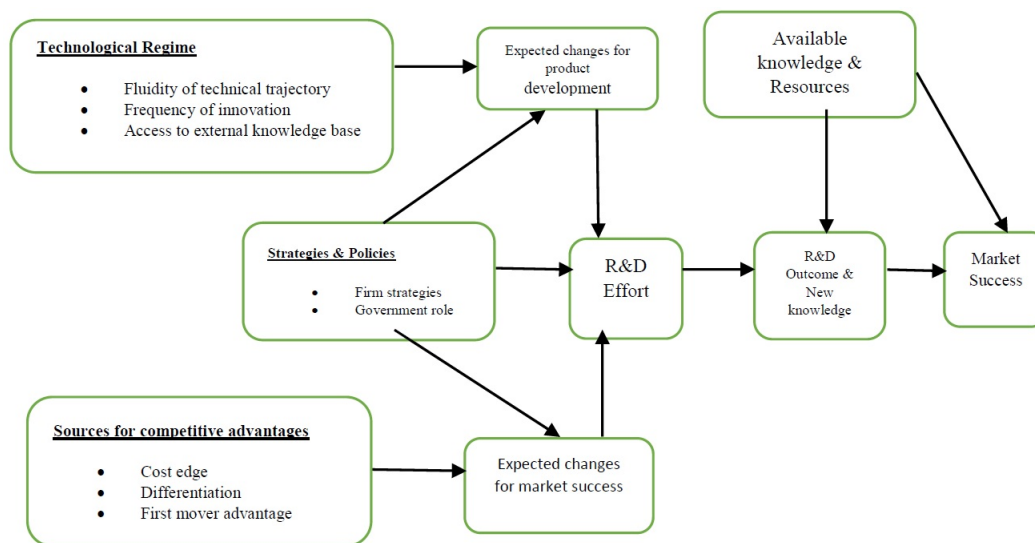 Technological Regime
• Fluidity of technical trajectory
• Frequency of innovation
• Access to external knowledge base
Expected changes for
product
development
Available
knowledge &
Resources
Strategies & Policies
• Firm strategies
• Government role
R&D
Effort
R&D
Outcome &
New
knowledge
Market
Success
Sources for competitive advantages
• Cost edge
• Differentiation
• First mover advantage
Expected changes
for market success